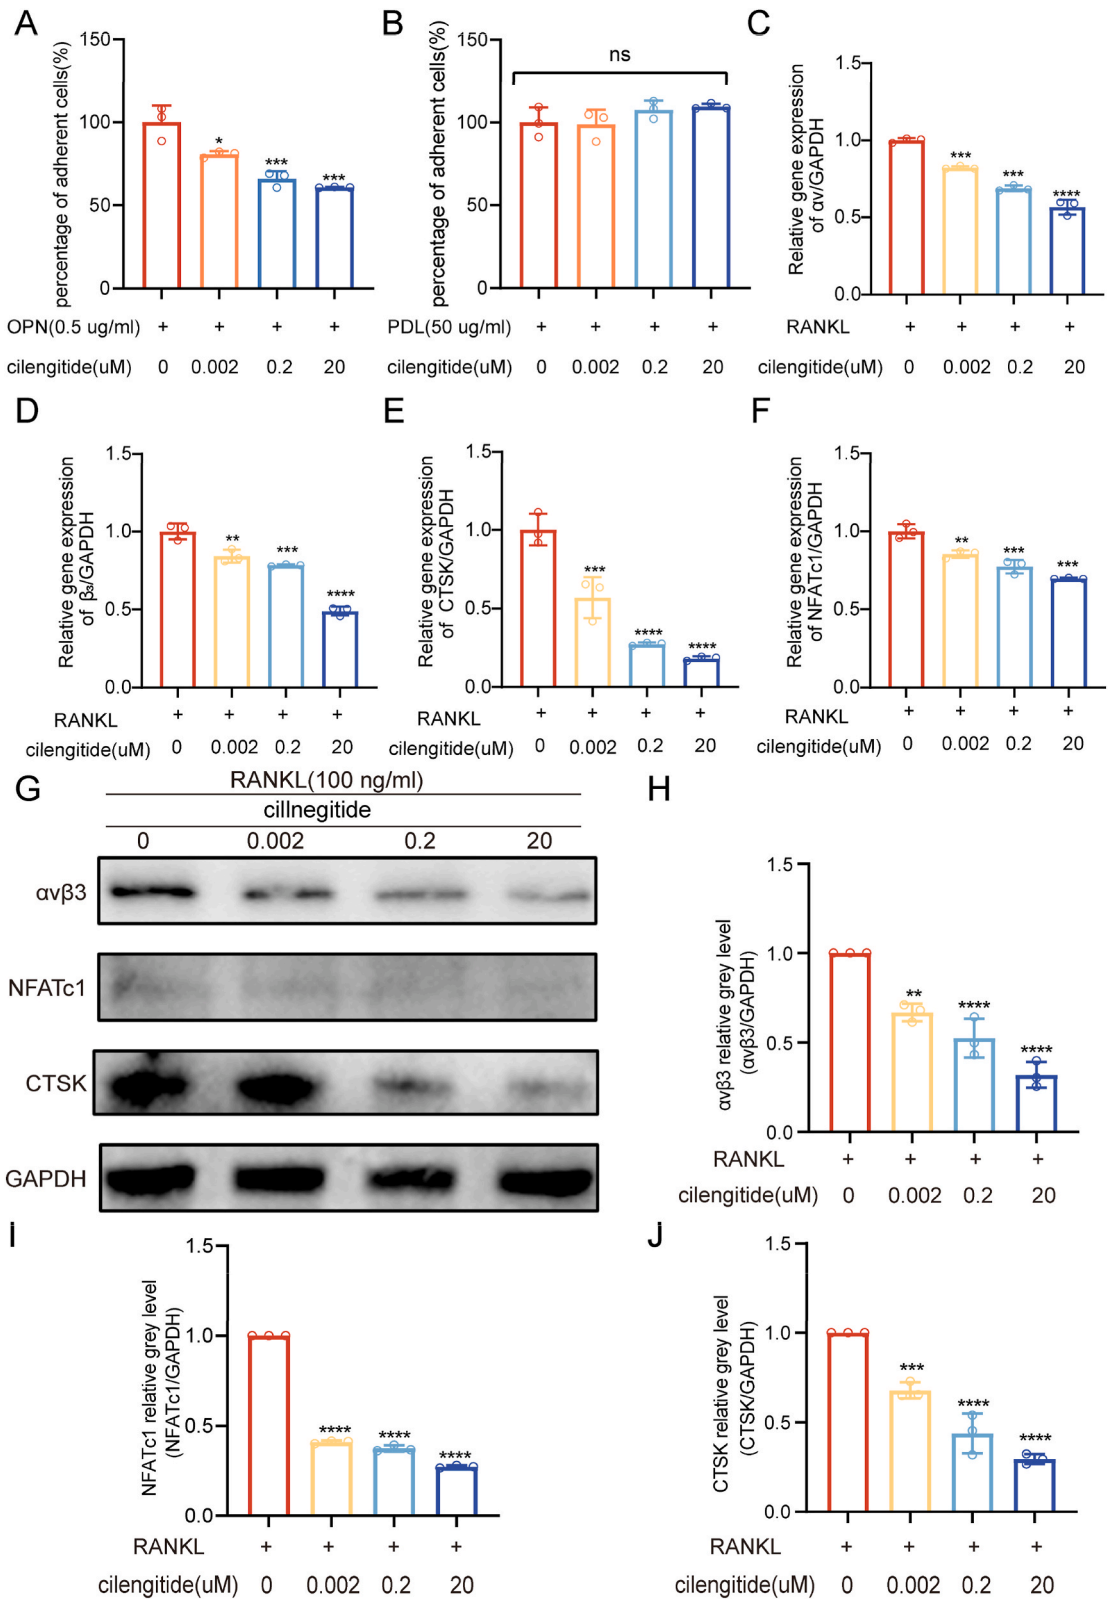 A
B
C
150
100
50
0
percentage of adherent cells(%)
*
***
***
OPN(0.5 ug/ml) + + + +
cilengitide(uM) 0 0.002 0.2 20
150
100
50
0
percentage of adherent cells(%)
ns
PDL(50 ug/ml) + + + +
cilengitide(uM) 0 0.002 0.2 20
1.5
1.0
0.5
0.0
Relative gene expression
of αv/GAPDH
***
***
****
RANKL + + + +
cilengitide(uM) 0 0.002 0.2 20
D
E
F
1.5
1.0
0.5
0.0
Relative gene expression
of β₃/GAPDH
**
***
****
RANKL + + + +
cilengitide(uM) 0 0.002 0.2 20
1.5
1.0
0.5
0.0
Relative gene expression
of CTSK/GAPDH
***
****
****
RANKL + + + +
cilengitide(uM) 0 0.002 0.2 20
1.5
1.0
0.5
0.0
Relative gene expression
of NFATc1/GAPDH
**
***
***
RANKL + + + +
cilengitide(uM) 0 0.002 0.2 20
G
RANKL(100 ng/ml)
cillnegitide
0 0.002 0.2 20
αvβ3
NFATc1
CTSK
GAPDH
H
1.5
1.0
0.5
0.0
αvβ3 relative grey level
(αvβ3/GAPDH)
**
****
****
RANKL + + + +
cilengitide(uM) 0 0.002 0.2 20
i
1.5
1.0
0.5
0.0
NFATc1 relative grey level
(NFATc1/GAPDH)
****
****
****
RANKL + + + +
cilengitide(uM) 0 0.002 0.2 20
J
1.5
1.0
0.5
0.0
CTSK relative grey level
(CTSK/GAPDH)
***
****
****
RANKL + + + +
cilengitide(uM) 0 0.002 0.2 20